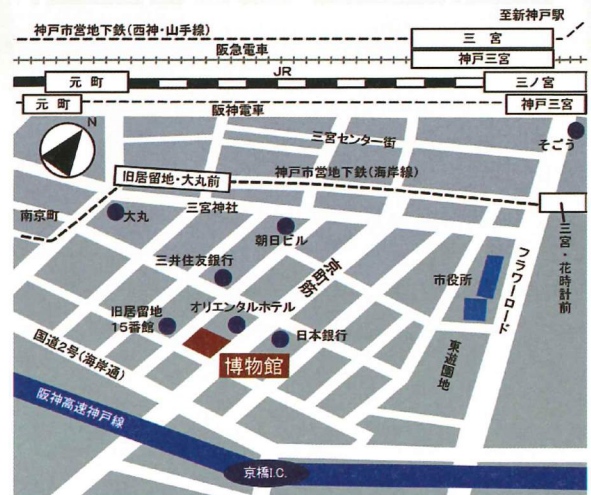 至新神戸駅
神戸市営地下鉄(西神・山手線)
三宮
阪急電車
神戸三宮
JR
元町
三ノ宮
元町
阪神電車
神戸三宮
N
三宮センター街
そごう
旧居留地・大丸前
神戸市営地下鉄(海岸線)
南京町
大丸
三宮神社
朝日ビル
三宮・花時計前
フラワーロード
三井住友銀行
京町筋
市役所
旧居留地
15番館
オリエンタルホテル
日本銀行
東遊園地
国道2号(海岸通)
博物館
阪神高速神戸線
京橋I.C.